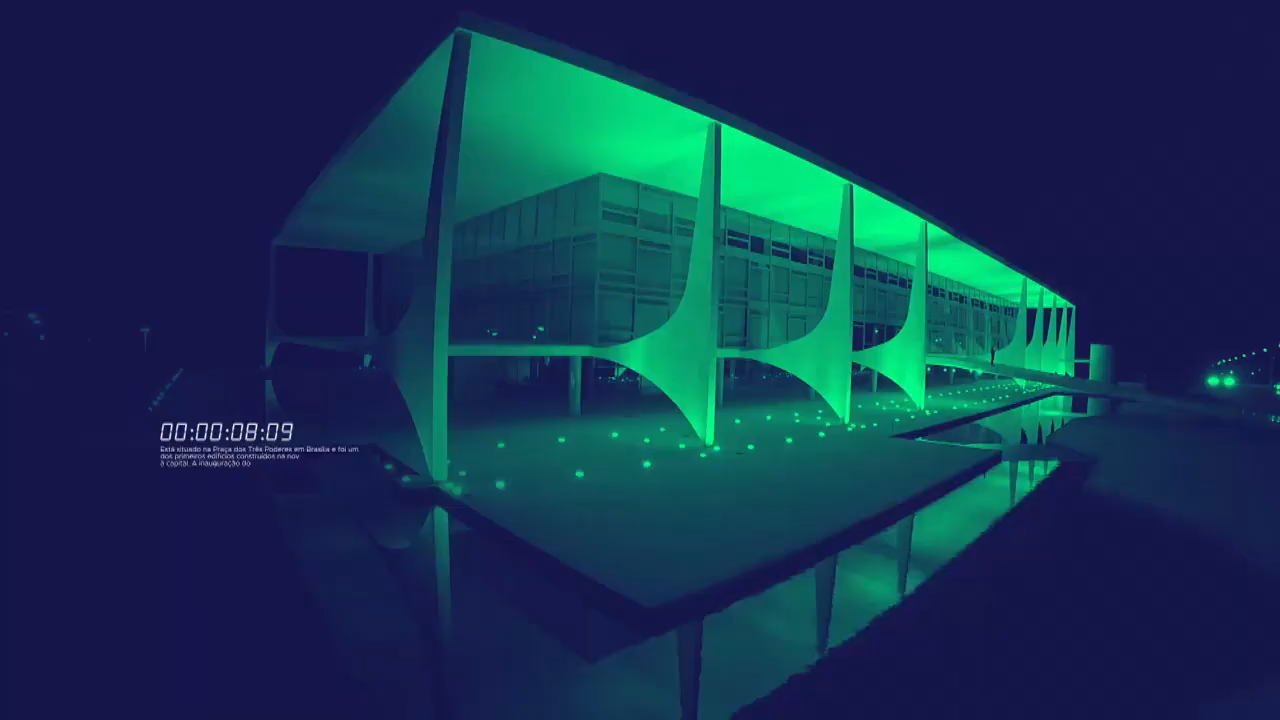 00:00:08:09
Está situado na Praça dos Três Poderes em Brasília e foi um
dos primeiros edifícios construídos na nov
a capital. A inauguração do